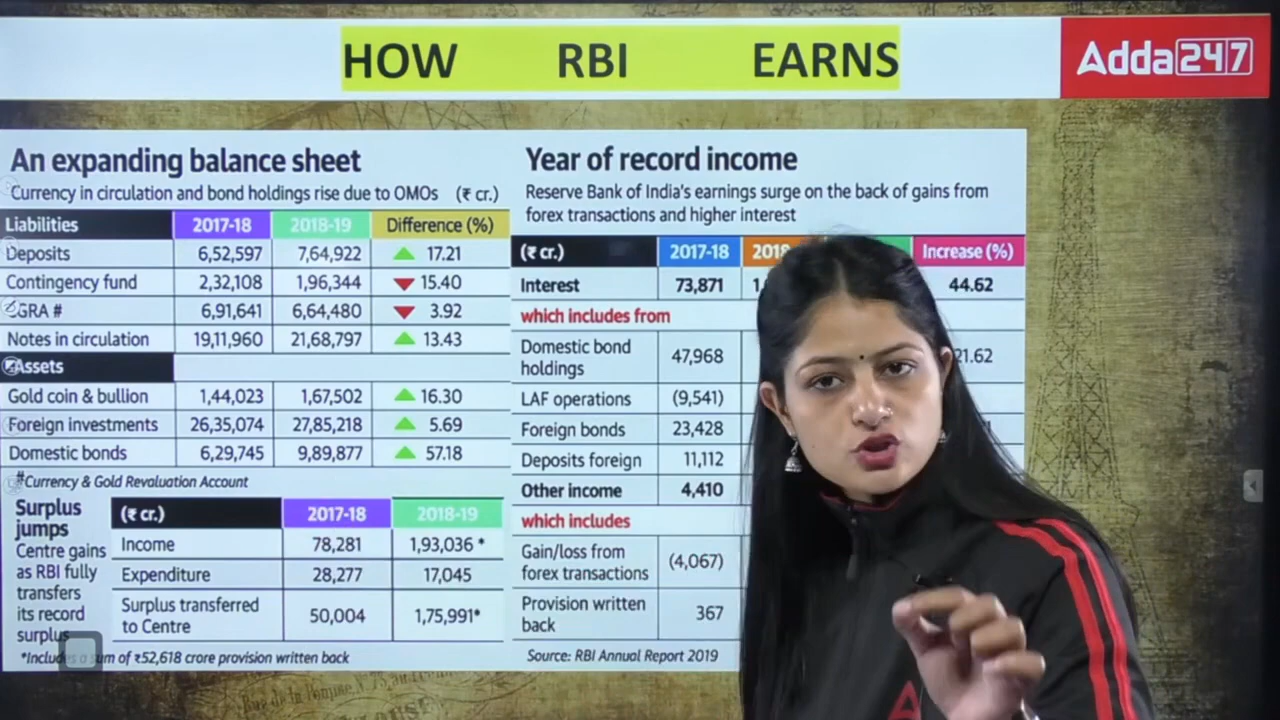 HOW RBI EARNS
Adda247
An expanding balance sheet
Currency in circulation and bond holdings rise due to OMOs (₹ cr.)
Liabilities 2017-18 2018-19 Difference (%)
Deposits 6,52,597 7,64,922 17.21
Contingency fund 2,32,108 1,96,344 15.40
CGRA # 6,91,641 6,64,480 3.92
Notes in circulation 19,11,960 21,68,797 13.43
Assets
Gold coin & bullion 1,44,023 1,67,502 16.30
Foreign investments 26,35,074 27,85,218 5.69
Domestic bonds 6,29,745 9,89,877 57.18
#Currency & Gold Revaluation Account
Surplus
jumps
Centre gains
as RBI fully
transfers
its record
surplus
(₹ cr.) 2017-18 2018-19
Income 78,281 1,93,036 *
Expenditure 28,277 17,045
Surplus transferred
to Centre 50,004 1,75,991*
*Includes a sum of ₹52,618 crore provision written back
Year of record income
Reserve Bank of India's earnings surge on the back of gains from
forex transactions and higher interest
(₹ cr.) 2017-18 2018 Increase (%)
Interest 73,871 44.62
which includes from
Domestic bond
holdings 47,968 21.62
LAF operations (9,541)
Foreign bonds 23,428
Deposits foreign 11,112
Other income 4,410
which includes
Gain/loss from
forex transactions (4,067)
Provision written
back 367
Source: RBI Annual Report 2019